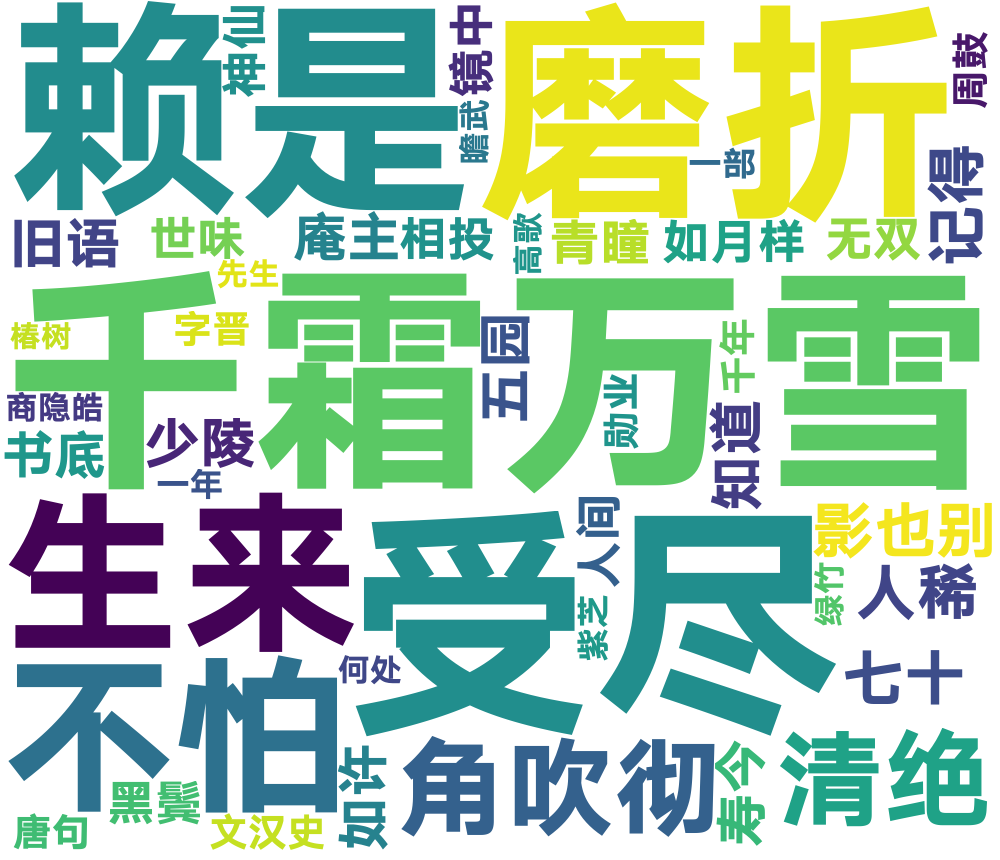 赖是
神仙
镜中
磨折
周鼓
瞻武
一部
记得
旧语
世味
庵主相投
高歌
青瞳
如月样
无双
先生
千霜万雪
椿树
字晋
五园
千年
商隐皓
勋业
知道
书底
少陵
一年
生来
受尽
人间
影也别
绿竹
人稀
紫芝
不怕
何处
七十
如许
角吹彻
寿今
清绝
黑鬓
唐句
文汉史